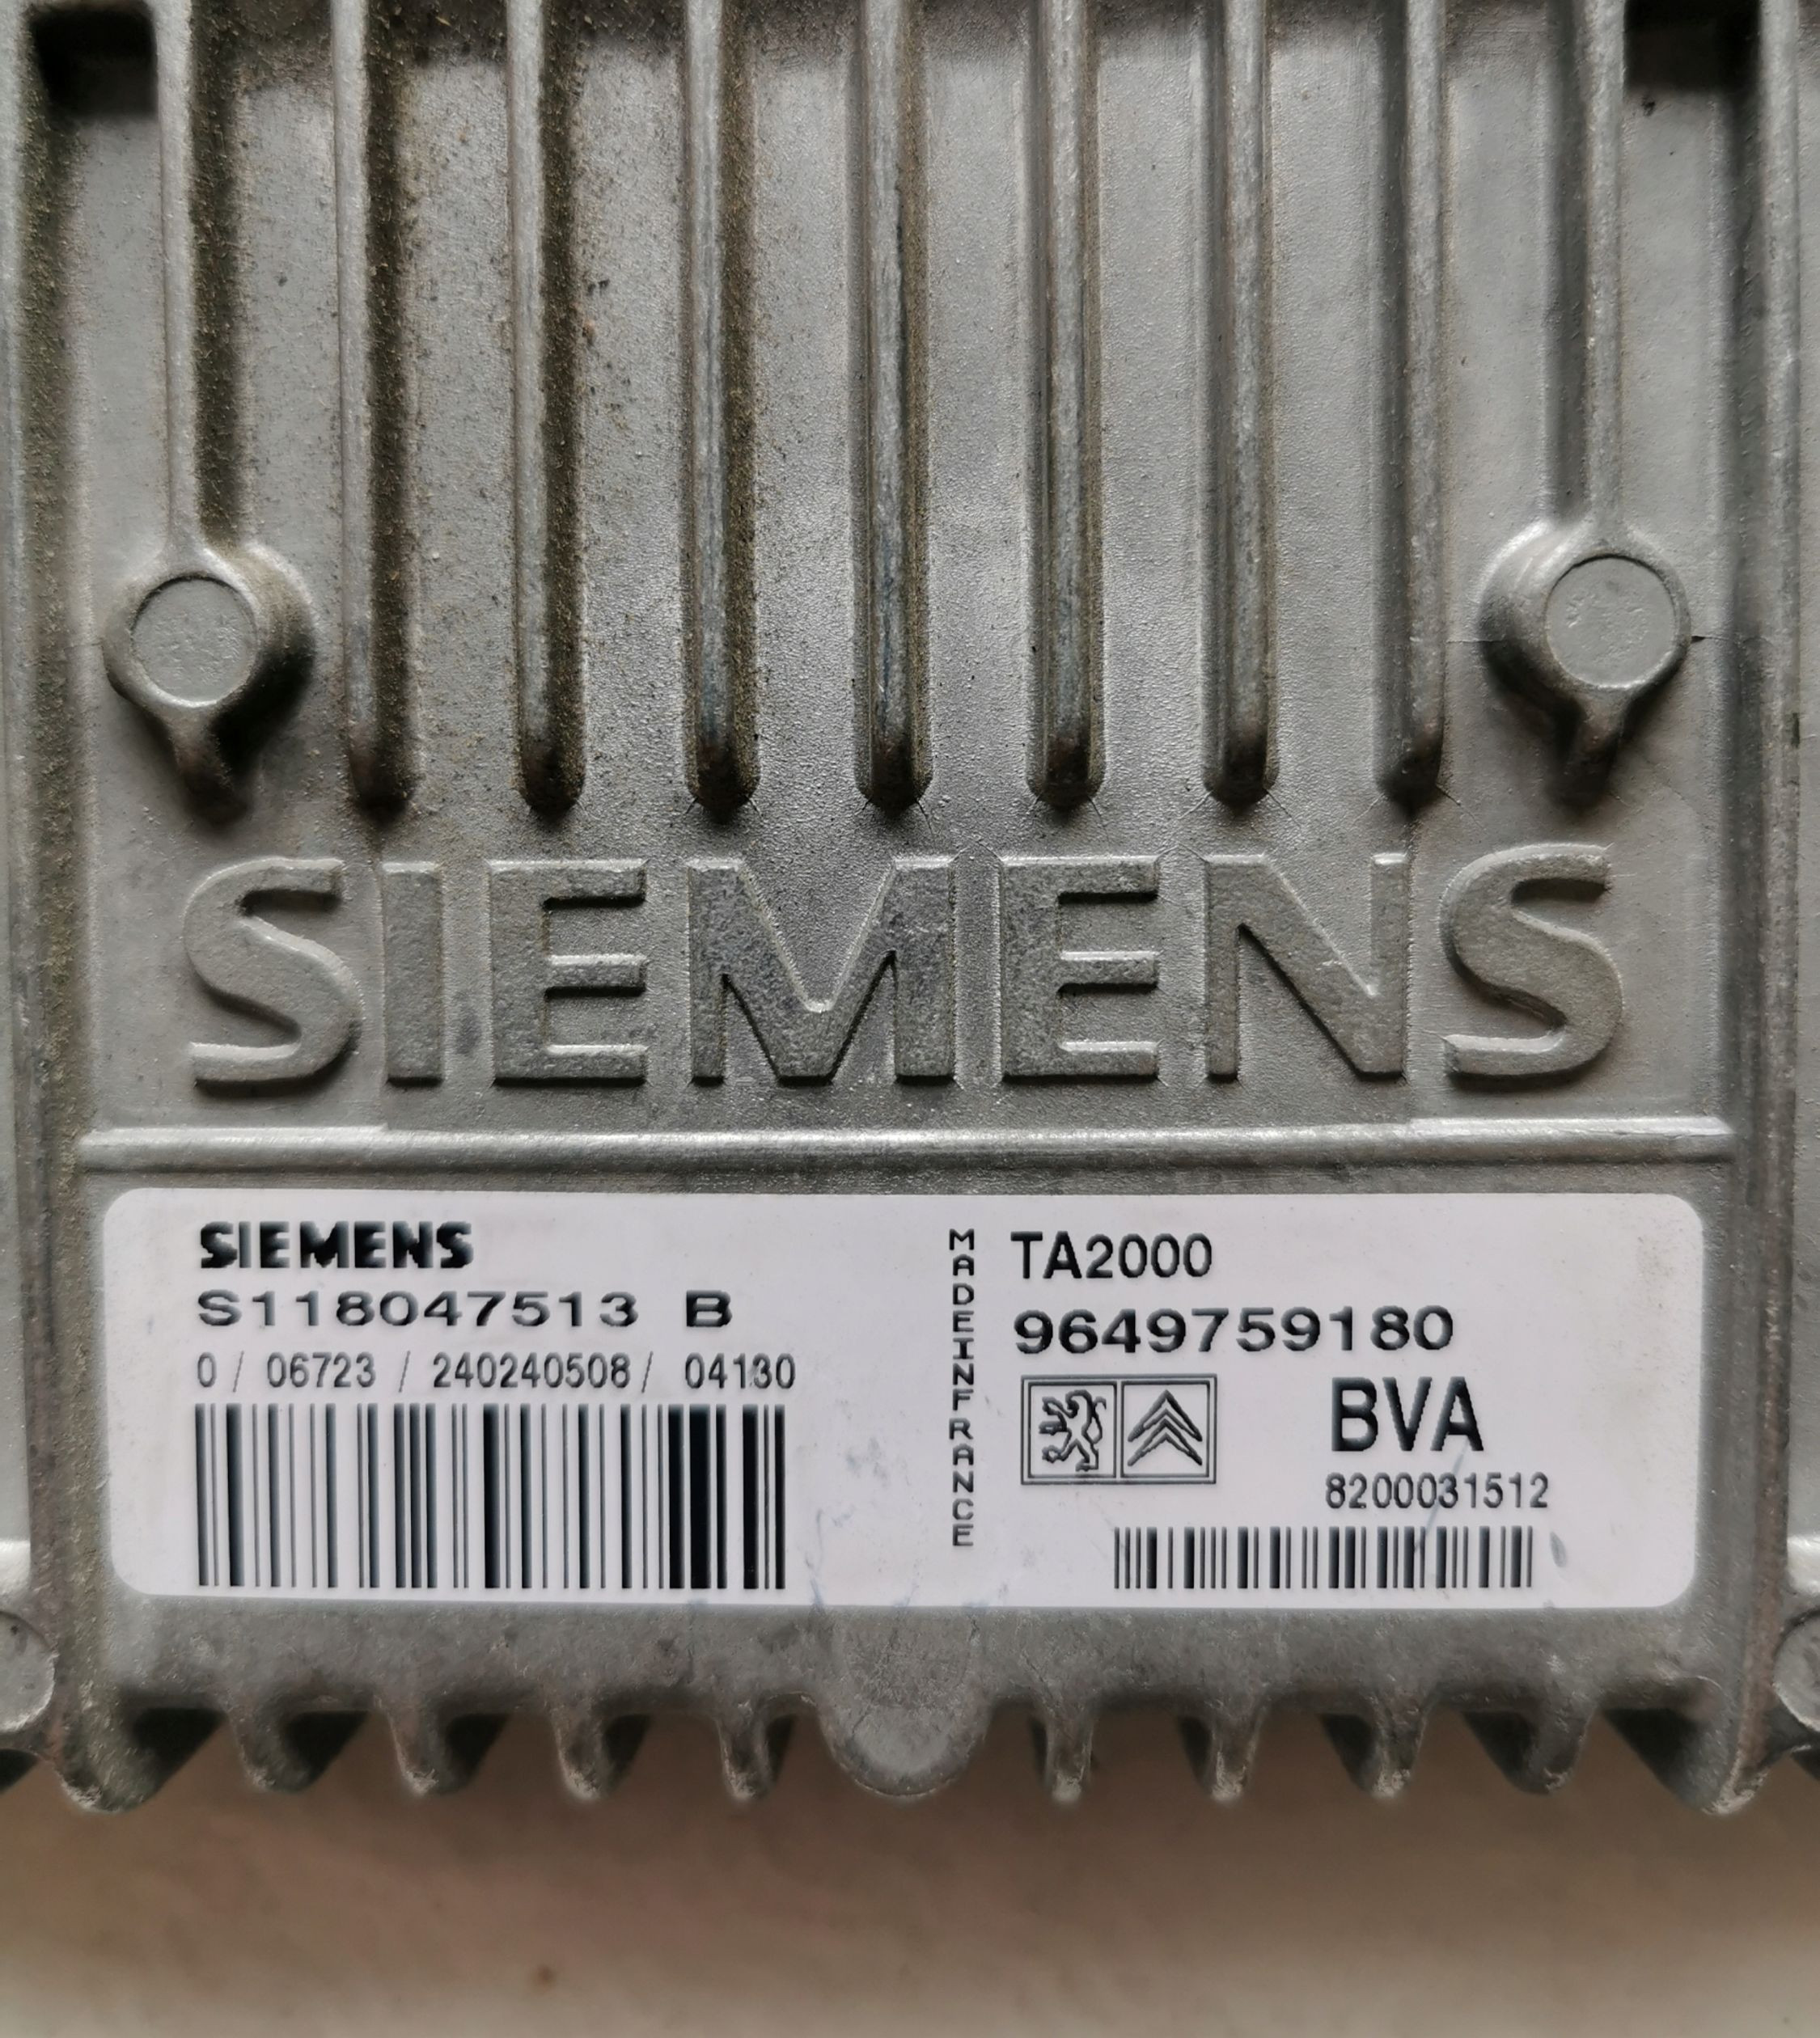 SIEMENS
SIEMENS
S118047513 B
0 / 06723 / 240240508 / 04130
MADEINFRANCE
TA2000
9649759180
BVA
8200031512